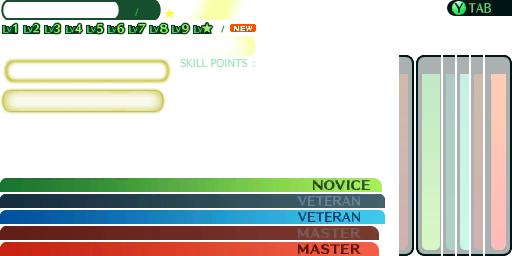 /
Y TAB
Lv1 Lv2 Lv3 Lv4 Lv5 Lv6 Lv7 Lv8 Lv9 Lv★ / NEW
SKILL POINTS :
NOVICE
VETERAN
VETERAN
MASTER
MASTER